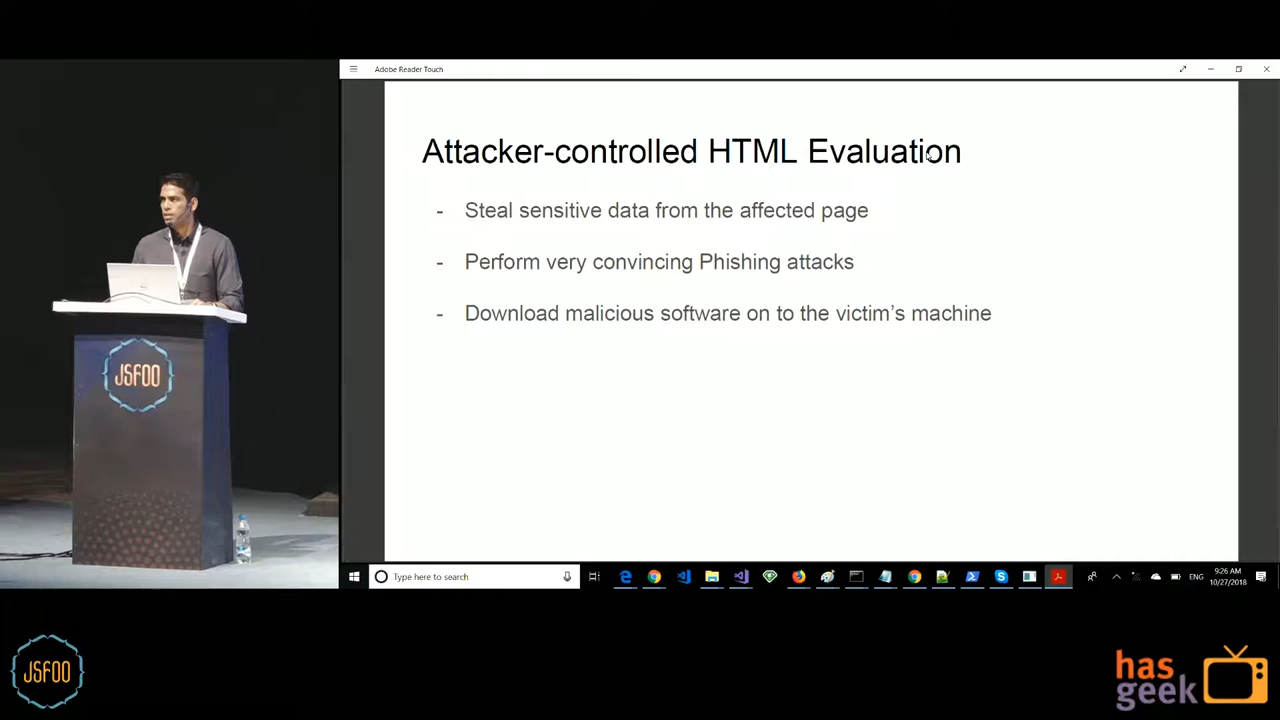 Adobe Reader Touch
Attacker-controlled HTML Evaluation
- Steal sensitive data from the affected page
- Perform very convincing Phishing attacks
- Download malicious software on to the victim's machine
JSFOO
Type here to search
ENG
9:26 AM
10/27/2018
JSFOO
has
geek